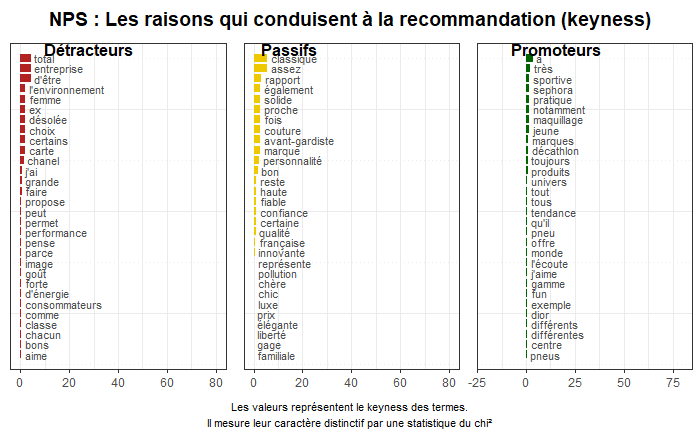 NPS : Les raisons qui conduisent à la recommandation (keyness)
Détracteurs
total
entreprise
d'être
l'environnement
femme
ex
désolée
choix
certains
carte
chanel
j'ai
grande
faire
propose
peut
permet
performance
pense
parce
image
goût
forte
d'énergie
consommateurs
comme
classe
chacun
bons
aime
0 20 40 60 80
Passifs
classique
assez
rapport
également
solide
proche
fois
couture
avant-gardiste
marque
personnalité
bon
reste
haute
fiable
confiance
certaine
qualité
française
innovante
représente
pollution
chère
chic
luxe
prix
élégante
liberté
gage
familiale
0 20 40 60 80
Promoteurs
a
très
sportive
sephora
pratique
notamment
maquillage
jeune
marques
décathlon
toujours
produits
univers
tout
tous
tendance
qu'il
pneu
offre
monde
l'écoute
j'aime
gamme
fun
exemple
dior
différents
différentes
centre
pneus
-25 0 25 50 75
Les valeurs représentent le keyness des termes.
Il mesure leur caractère distinctif par une statistique du chi²